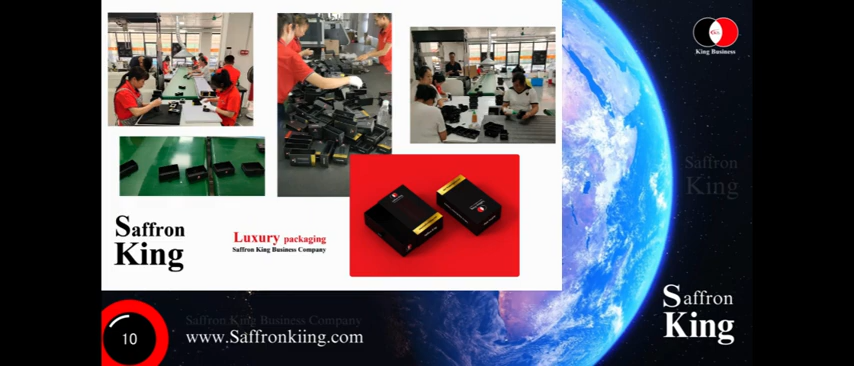 King Business
Saffron
King
Saffron
King
Luxury packaging
Saffron King Business Company
Saffron
King
10
Saffron King Business Company
www.Saffronkiing.com